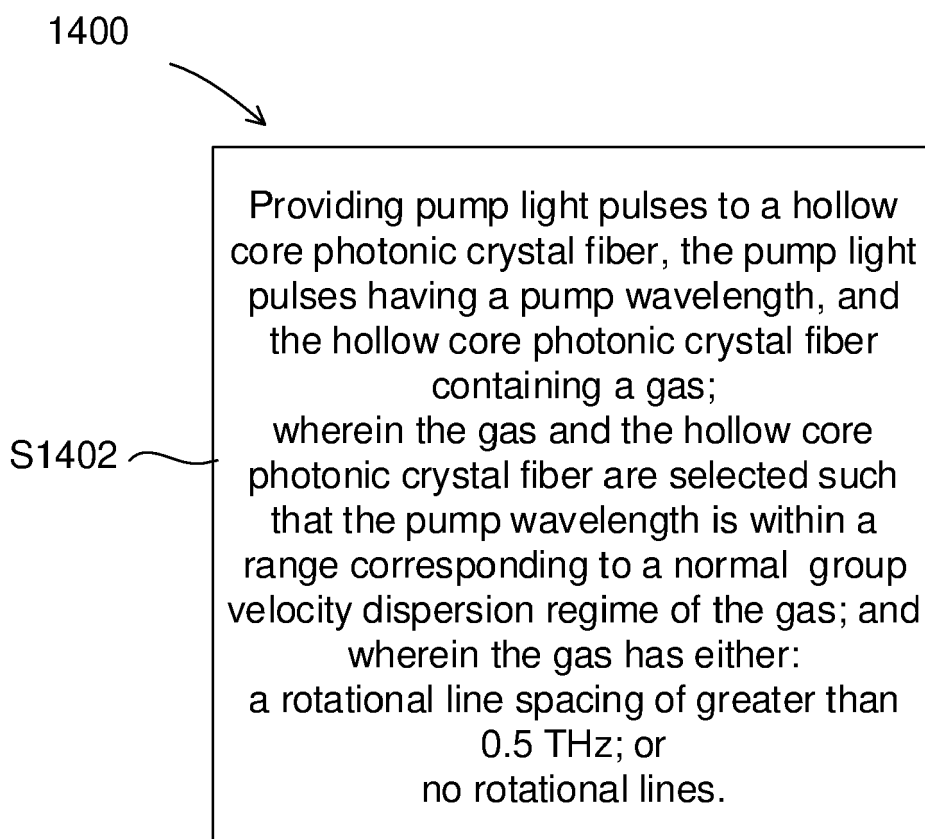 1400
Providing pump light pulses to a hollow
core photonic crystal fiber, the pump light
pulses having a pump wavelength, and
the hollow core photonic crystal fiber
containing a gas;
wherein the gas and the hollow core
S1402
photonic crystal fiber are selected such
that the pump wavelength is within a
range corresponding to a normal group
velocity dispersion regime of the gas; and
wherein the gas has either:
a rotational line spacing of greater than
0.5 THz; or
no rotational lines.